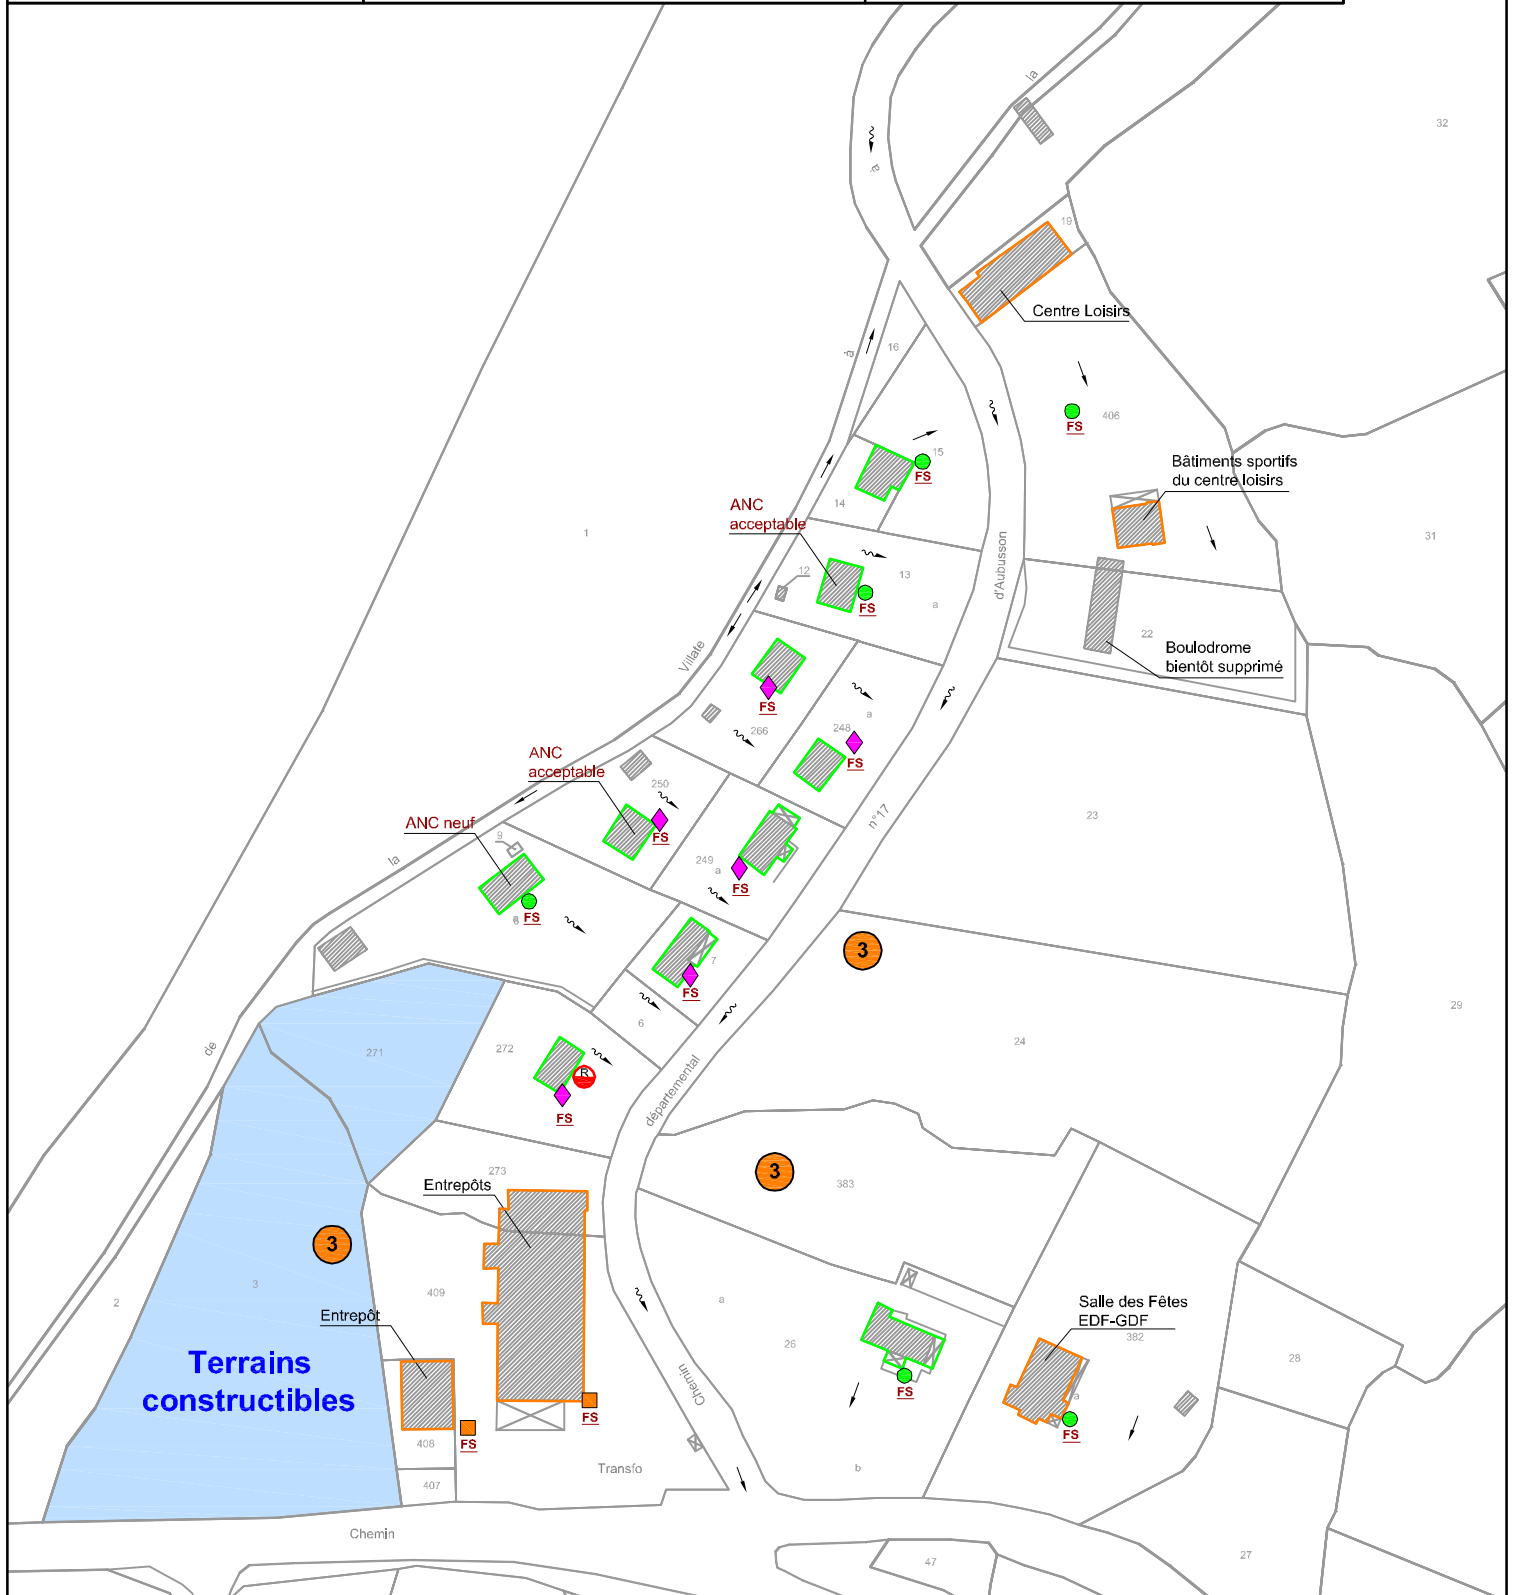 la
32
à
19
Centre Loisirs
16
à
406
FS
15
FS
Bâtiments sportifs
du centre loisirs
14
ANC
acceptable
1
31
d'Aubusson
12
13
FS
a
22
Boulodrome
bientôt supprimé
Villate
FS
266
a
248
FS
ANC
acceptable
250
FS
n°17
23
ANC neuf
9
la
249
a
FS
a
8
FS
3
7
FS
29
6
24
de
271
272
R
FS
départemental
273
3
383
Entrepôts
3
3
2
409
a
Entrepôt
26
Salle des Fêtes
EDF-GDF
382
28
Terrains
constructibles
Chemin
FS
a
FS
FS
FS
408
407
Transfo
b
Chemin
47
27